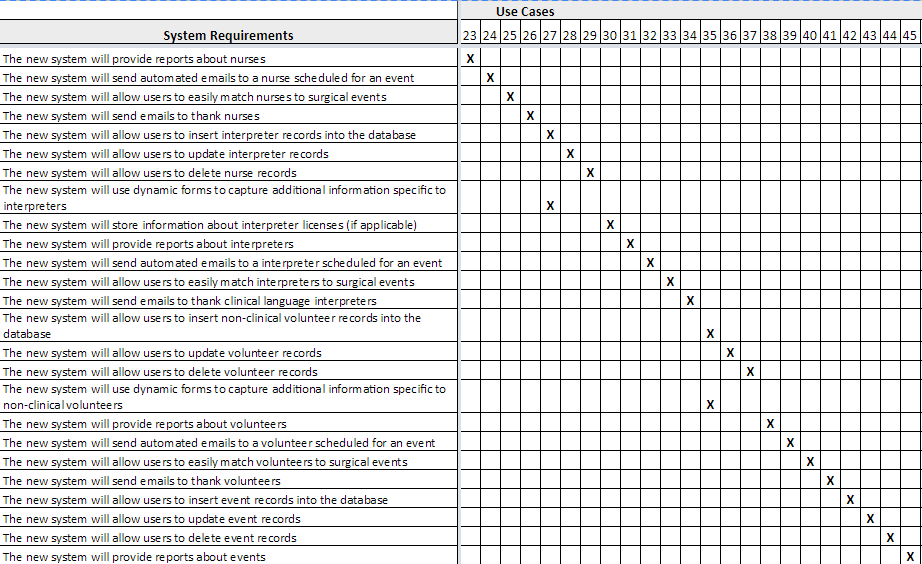 Use Cases
System Requirements 23 24 25 26 27 28 29 30 31 32 33 34 35 36 37 38 39 40 41 42 43 44 45
The new system will provide reports about nurses X
The new system will send automated emails to a nurse scheduled for an event X
The new system will allow users to easily match nurses to surgical events X
The new system will send emails to thank nurses X
The new system will allow users to insert interpreter records into the database X
The new system will allow users to update interpreter records X
The new system will allow users to delete nurse records X
The new system will use dynamic forms to capture additional information specific to
interpreters X
The new system will store information about interpreter licenses (if applicable) X
The new system will provide reports about interpreters X
The new system will send automated emails to a interpreter scheduled for an event X
The new system will allow users to easily match interpreters to surgical events X
The new system will send emails to thank clinical language interpreters X
The new system will allow users to insert non-clinical volunteer records into the
database X
The new system will allow users to update volunteer records X
The new system will allow users to delete volunteer records X
The new system will use dynamic forms to capture additional information specific to
non-clinical volunteers X
The new system will provide reports about volunteers X
The new system will send automated emails to a volunteer scheduled for an event X
The new system will allow users to easily match volunteers to surgical events X
The new system will send emails to thank volunteers X
The new system will allow users to insert event records into the database X
The new system will allow users to update event records X
The new system will allow users to delete event records X
The new system will provide reports about events X